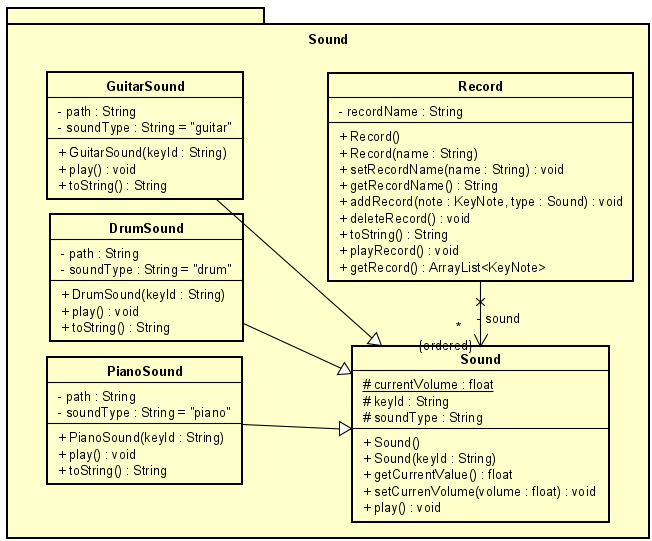 Sound
GuitarSound
- path : String
- soundType : String = "guitar"
+ GuitarSound(keyId : String)
+ play() : void
+ toString() : String
DrumSound
- path : String
- soundType : String = "drum"
+ DrumSound(keyId : String)
+ play() : void
+ toString() : String
PianoSound
- path : String
- soundType : String = "piano"
+ PianoSound(keyId : String)
+ play() : void
+ toString() : String
Record
- recordName : String
+ Record()
+ Record(name : String)
+ setRecordName(name : String) : void
+ getRecordName() : String
+ addRecord(note : KeyNote, type : Sound) : void
+ deleteRecord() : void
+ toString() : String
+ playRecord() : void
+ getRecord() : ArrayList<KeyNote>
- sound
*
{ordered}
Sound
# currentVolume : float
# keyId : String
# soundType : String
+ Sound()
+ Sound(keyId : String)
+ getCurrentValue() : float
+ setCurrenVolume(volume : float) : void
+ play() : void